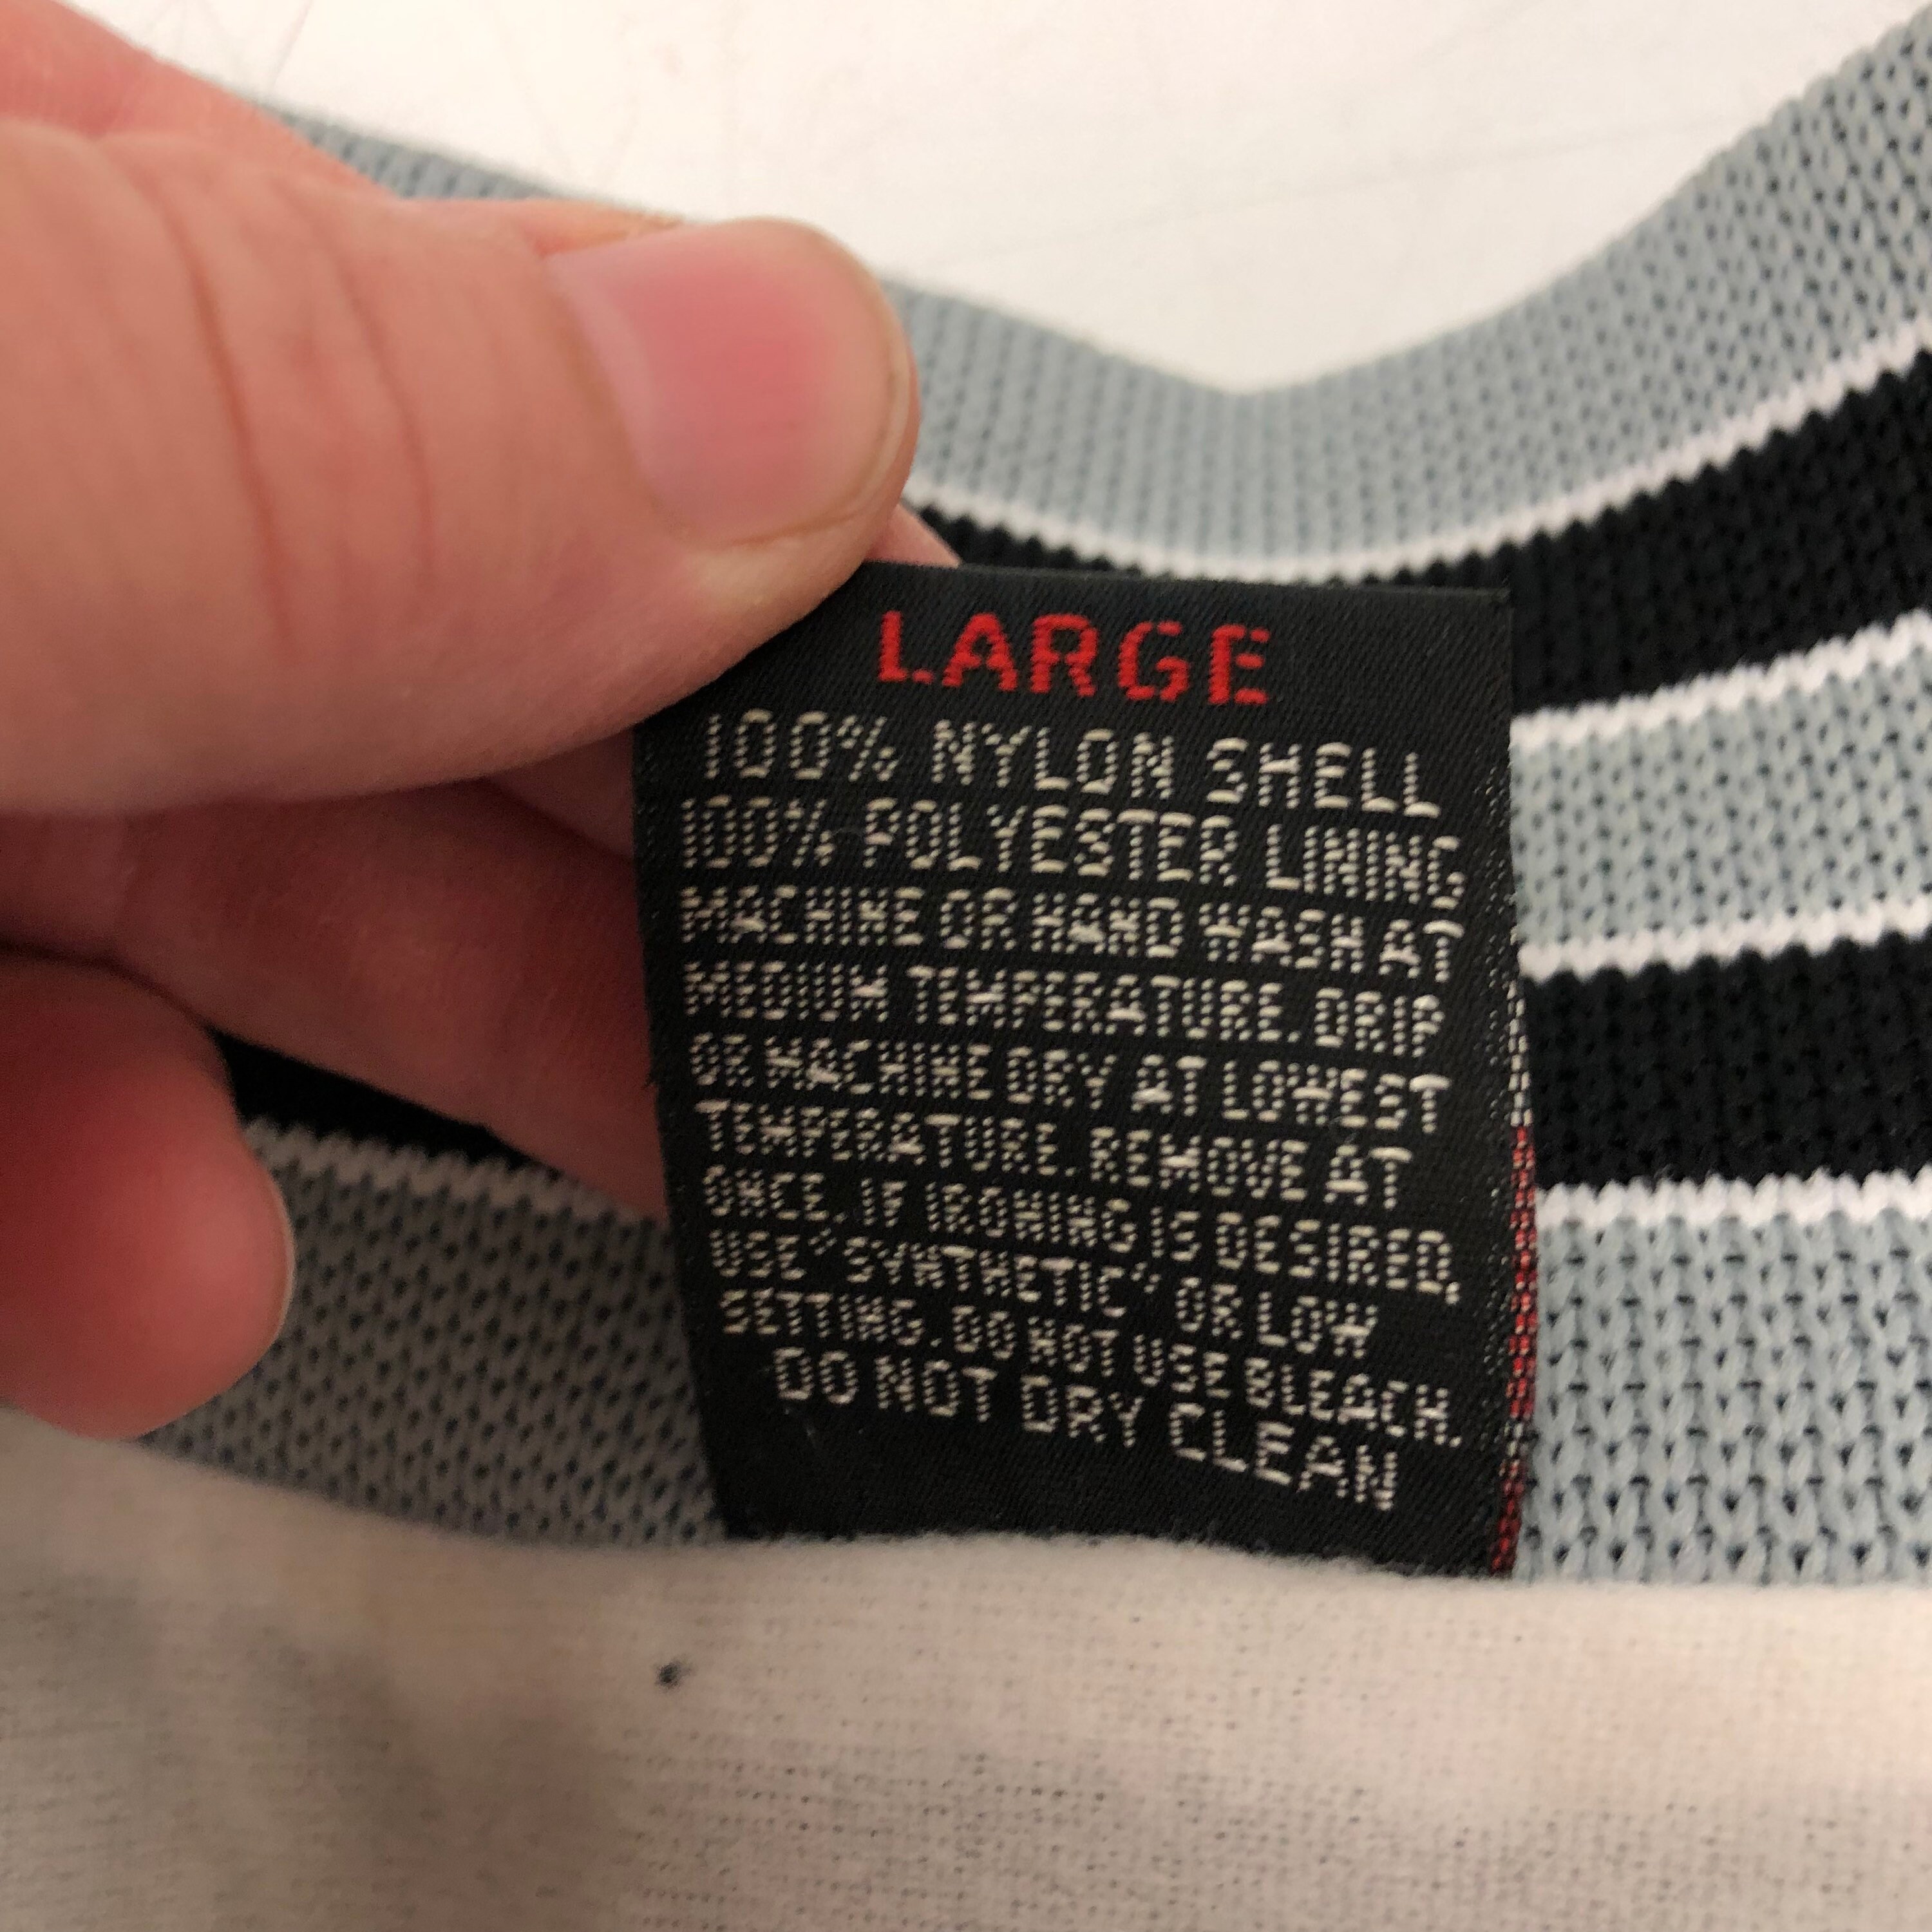 LARGE
100% NYLON SHELL
100% POLYESTER LINING
MACHINE OR HAND WASH AT
MEDIUM TEMPERATURE. DRIP
OR MACHINE DRY AT LOWEST
TEMPERATURE. REMOVE AT
ONCE. IF IRONING IS DESIRED,
USE "SYNTHETIC" OR LOW
SETTING. DO NOT USE BLEACH.
DO NOT DRY CLEAN